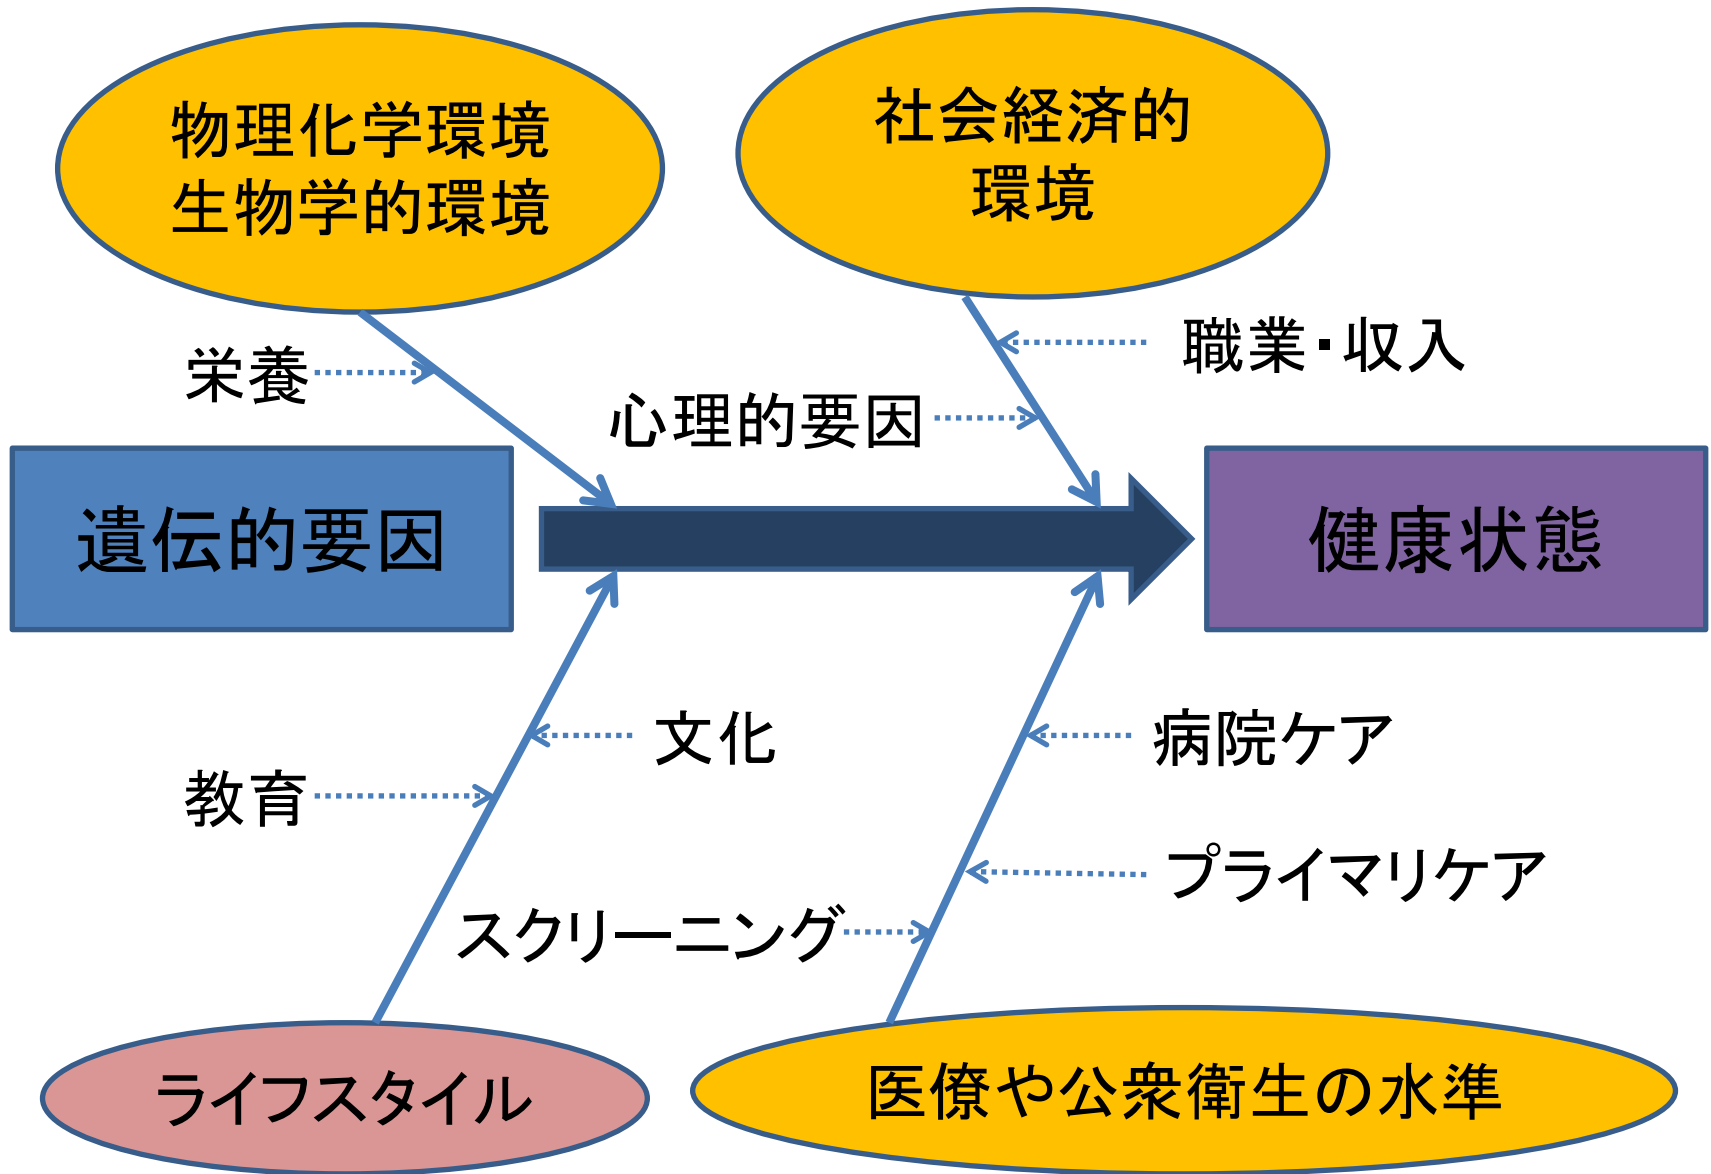 物理化学環境
生物学的環境
社会経済的
環境
栄養
職業・収入
心理的要因
遺伝的要因
健康状態
文化
病院ケア
教育
プライマリケア
スクリーニング
ライフスタイル
医僚や公衆衛生の水準